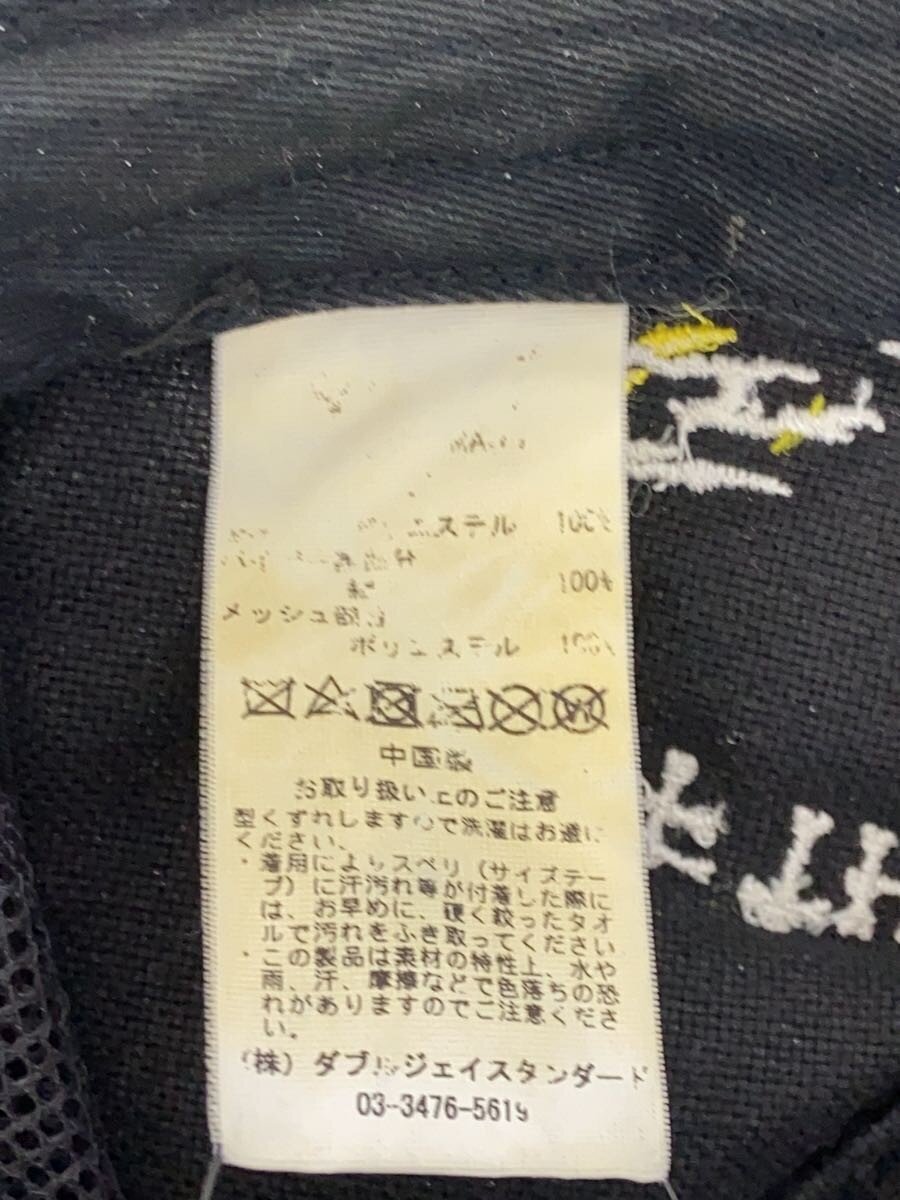 ステル 100%
100%
メッシュ部分
ポリエステル 100%
中国製
お取り扱い上のご注意
型くずれしますので洗濯はお避け
ください。
・着用によりスベリ（サイズテー
プ）に汗汚れ等が付着した際に
は、お早めに、硬く絞ったタオ
ルで汚れをふき取ってください
・この製品は素材の特性上、水や
雨、汗、摩擦などで色落ちの恐
れがありますのでご注意くださ
い。
（株）ダブルジェイスタンダード
03-3476-5619